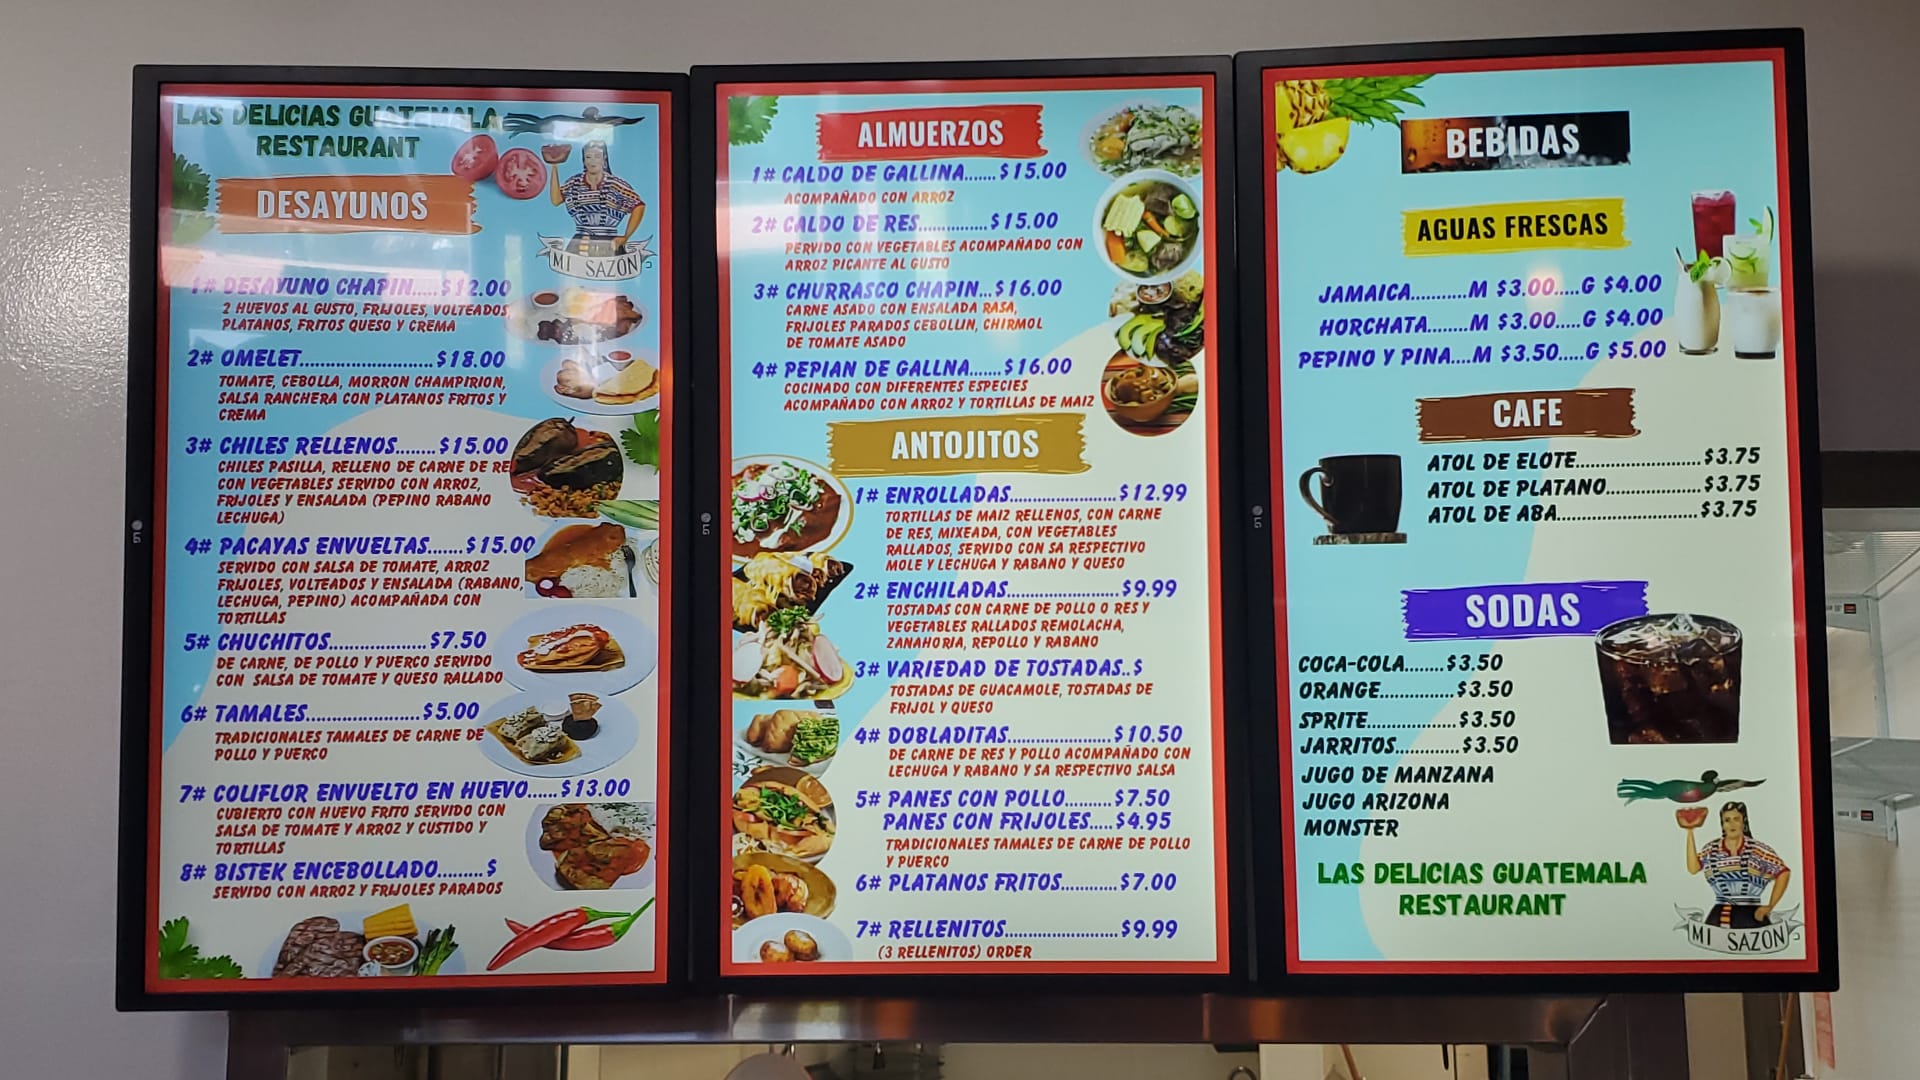 LAS DELICIAS GUATEMALA
RESTAURANT
DESAYUNOS
MI SAZON
1# DESAYUNO CHAPIN.....$12.00
2 HUEVOS AL GUSTO, FRIJOLES, VOLTEADOS,
PLATANOS, FRITOS QUESO Y CREMA
2# OMELET.......................$18.00
TOMATE, CEBOLLA, MORRON CHAMPIRION,
SALSA RANCHERA CON PLATANOS FRITOS Y
CREMA
3# CHILES RELLENOS........$15.00
CHILES PASILLA, RELLENO DE CARNE DE RE
CON VEGETABLES SERVIDO CON ARROZ,
FRIJOLES Y ENSALADA (PEPINO RABANO
LECHUGA)
4# PACAYAS ENVUELTAS.......$15.00
SERVIDO CON SALSA DE TOMATE, ARROZ
FRIJOLES, VOLTEADOS Y ENSALADA (RABANO,
LECHUGA, PEPINO) ACOMPAÑADA CON
TORTILLAS
5# CHUCHITOS................$7.50
DE CARNE, DE POLLO Y PUERCO SERVIDO
CON SALSA DE TOMATE Y QUESO RALLADO
6# TAMALES......................$5.00
TRADICIONALES TAMALES DE CARNE DE
POLLO Y PUERCO
7# COLIFLOR ENVUELTO EN HUEVO......$13.00
CUBIERTO CON HUEVO FRITO SERVIDO CON
SALSA DE TOMATE Y ARROZ Y CUSTIDO Y
TORTILLAS
8# BISTEK ENCEBOLLADO.........$
SERVIDO CON ARROZ Y FRIJOLES PARADOS
LG
ALMUERZOS
1# CALDO DE GALLINA.......$15.00
ACOMPAÑADO CON ARROZ
2# CALDO DE RES...............$15.00
PERVIDO CON VEGETABLES ACOMPAÑADO CON
ARROZ PICANTE AL GUSTO
3# CHURRASCO CHAPIN...$16.00
CARNE ASADO CON ENSALADA RASA,
FRIJOLES PARADOS CEBOLLIN, CHIRMOL
DE TOMATE ASADO
4# PEPIAN DE GALLNA.......$16.00
COCINADO CON DIFERENTES ESPECIES
ACOMPAÑADO CON ARROZ Y TORTILLAS DE MAIZ
ANTOJITOS
1# ENROLLADAS......................$12.99
TORTILLAS DE MAIZ RELLENOS, CON CARNE
DE RES, MIXEADA, CON VEGETABLES
RALLADOS, SERVIDO CON SA RESPECTIVO
MOLE Y LECHUGA Y RABANO Y QUESO
2# ENCHILADAS.......................$9.99
TOSTADAS CON CARNE DE POLLO O RES Y
VEGETABLES RALLADOS REMOLACHA,
ZANAHORIA, REPOLLO Y RABANO
3# VARIEDAD DE TOSTADAS..$
TOSTADAS DE GUACAMOLE, TOSTADAS DE
FRIJOL Y QUESO
4# DOBLADITAS.....................$10.50
DE CARNE DE RES Y POLLO ACOMPAÑADO CON
LECHUGA Y RABANO Y SA RESPECTIVO SALSA
5# PANES CON POLLO..........$7.50
PANES CON FRIJOLES.....$4.95
TRADICIONALES TAMALES DE CARNE DE POLLO
Y PUERCO
6# PLATANOS FRITOS............$7.00
7# RELLENITOS.......................$9.99
(3 RELLENITOS) ORDER
LG
BEBIDAS
AGUAS FRESCAS
JAMAICA...........M $3.00.....G $4.00
HORCHATA........M $3.00.....G $4.00
PEPINO Y PINA....M $3.50.....G $5.00
CAFE
ATOL DE ELOTE.........................$3.75
ATOL DE PLATANO...................$3.75
ATOL DE ABA............................$3.75
SODAS
COCA-COLA........$3.50
ORANGE...............$3.50
SPRITE..................$3.50
JARRITOS.............$3.50
JUGO DE MANZANA
JUGO ARIZONA
MONSTER
LAS DELICIAS GUATEMALA
RESTAURANT
MI SAZON
LG